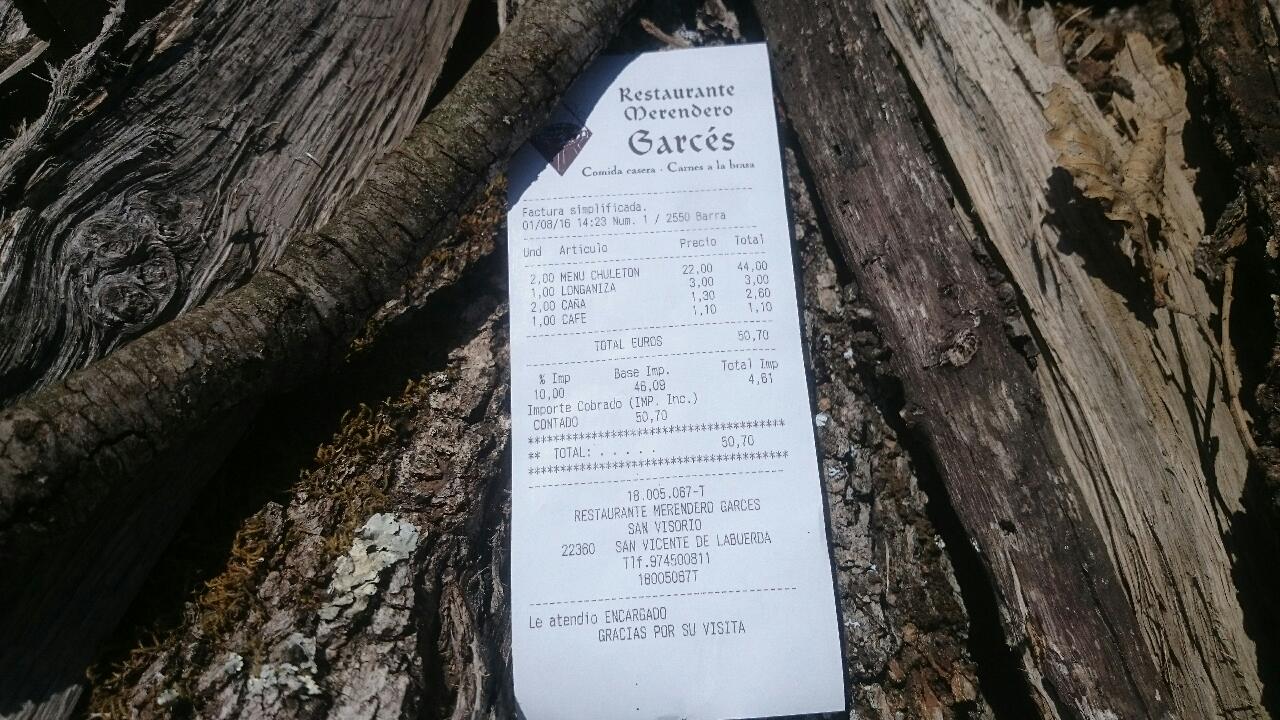 Restaurante
Merendero
Garcés
Comida casera · Carnes a la brasa
Factura simplificada.
01/08/16 14:23 Num. 1 / 2550 Barra
Und Artículo Precio Total
2,00 MENU CHULETON 22,00 44,00
1,00 LONGANIZA 3,00 3,00
2,00 CAÑA 1,30 2,60
1,00 CAFE 1,10 1,10
TOTAL EUROS 50,70
% Imp Base Imp. Total Imp
10,00 46,09 4,61
Importe Cobrado (IMP. Inc.)
CONTADO 50,70
**************************************
** TOTAL: . . . . . 50,70
**************************************
18.005.067-T
RESTAURANTE MERENDERO GARCES
SAN VISORIO
22360 SAN VICENTE DE LABUERDA
Tlf.974500811
18005067T
Le atendio ENCARGADO
GRACIAS POR SU VISITA